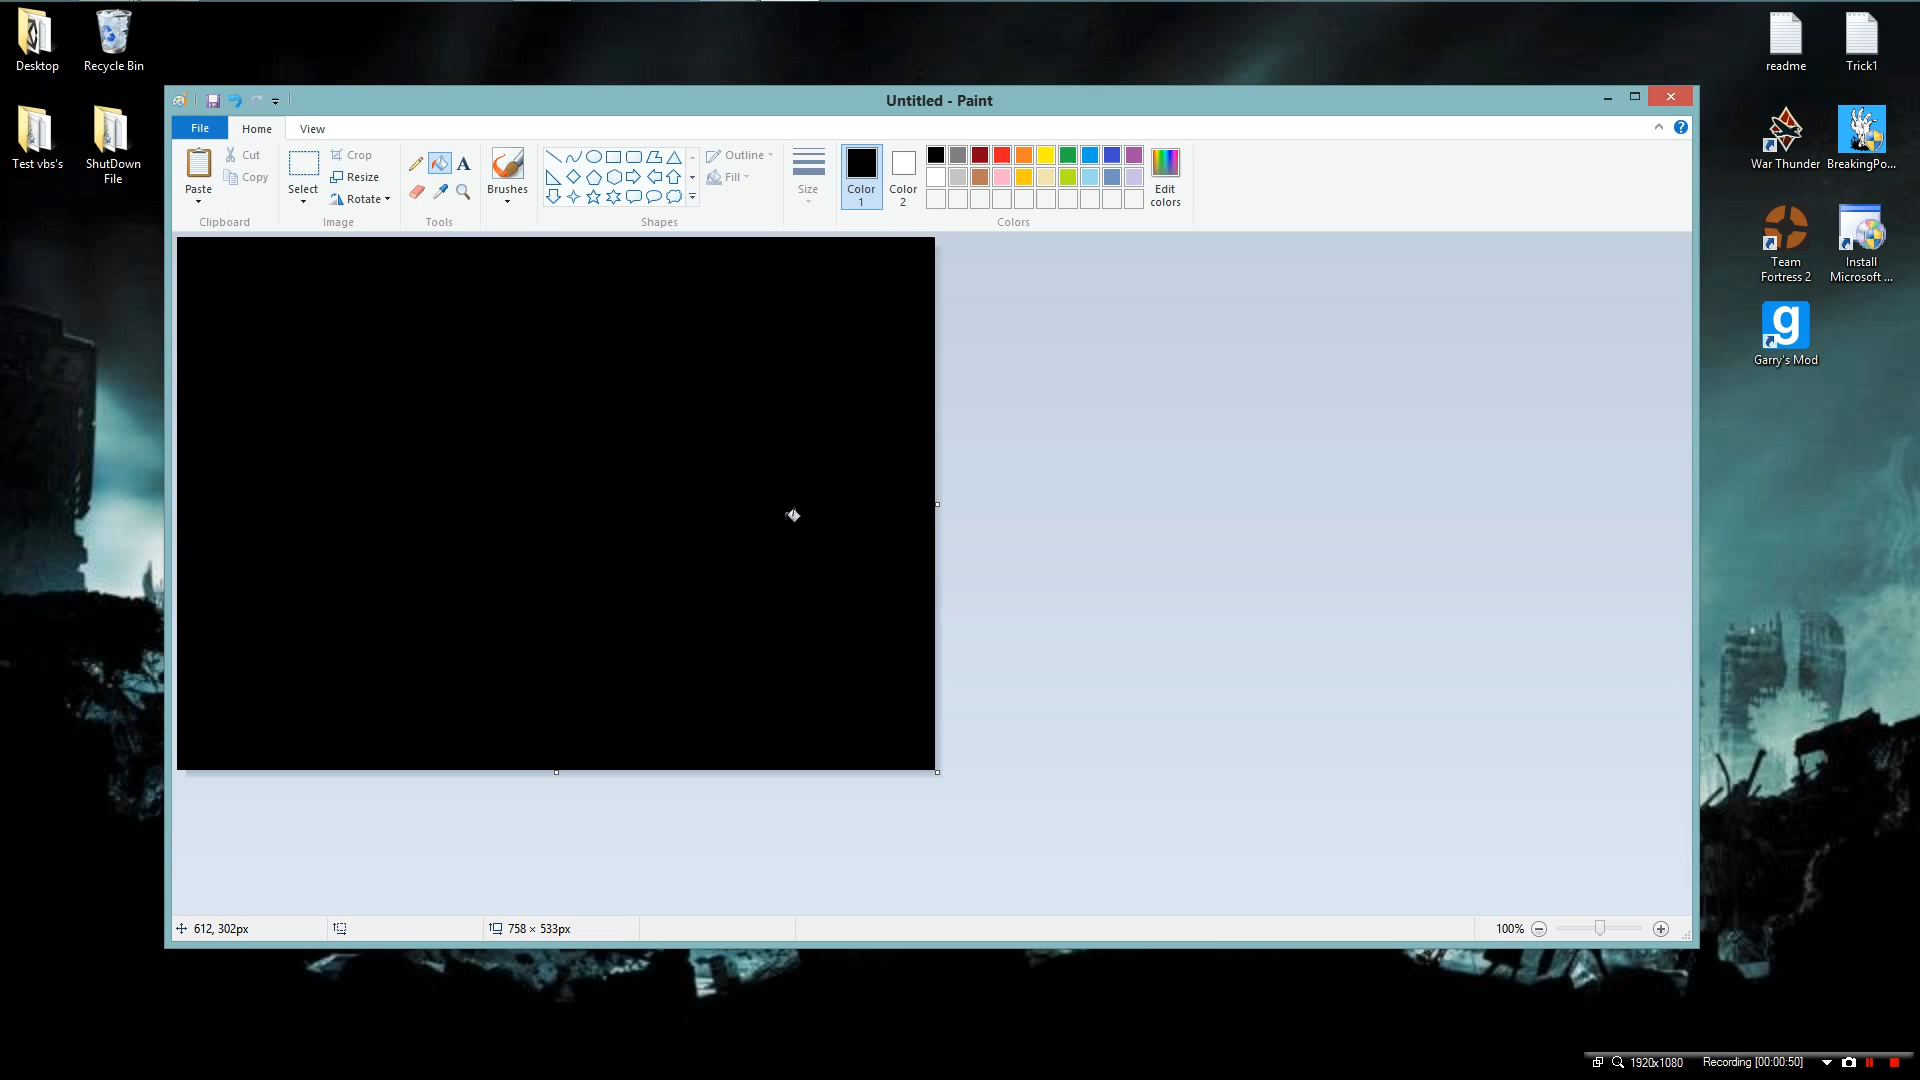 Desktop
Recycle Bin
readme
Trick1
Untitled - Paint
File
Home
View
Test vbs's
ShutDown
File
War Thunder
BreakingPo...
Paste
Cut
Copy
Clipboard
Select
Crop
Resize
Rotate
Image
A
Tools
Brushes
Outline
Fill
Shapes
Size
Color
1
Color
2
Edit
colors
Colors
Team
Fortress 2
Install
Microsoft ...
g
Garry's Mod
612, 302px
758 × 533px
100%
1920x1080
Recording [00:00:50]